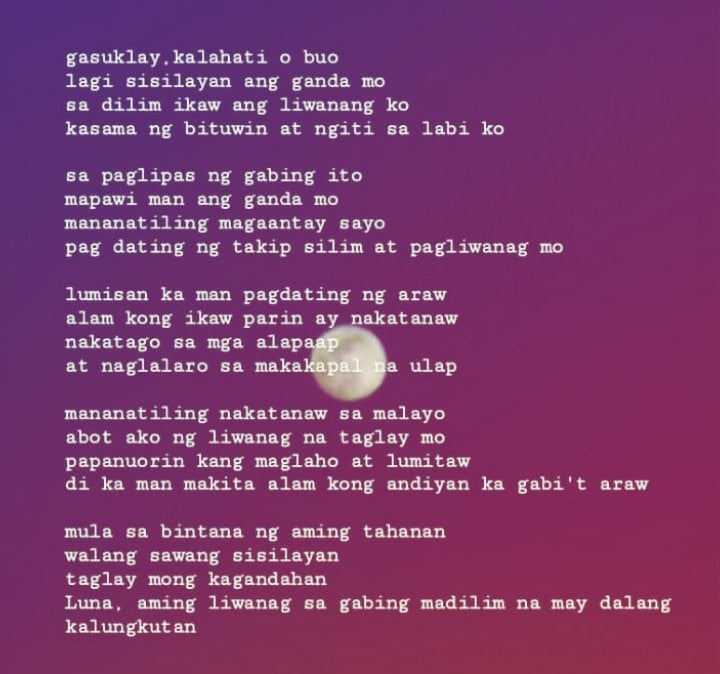 gasuklay,kalahati o buo
lagi sisilayan ang ganda mo
sa dilim ikaw ang liwanang ko
kasama ng bituwin at ngiti sa labi ko
sa paglipas ng gabing ito
mapawi man ang ganda mo
mananatiling magaantay sayo
pag dating ng takip silim at pagliwanag mo
lumisan ka man pagdating ng araw
alam kong ikaw parin ay nakatanaw
nakatago sa mga alapaap
at naglalaro sa makakapal na ulap
mananatiling nakatanaw sa malayo
abot ako ng liwanag na taglay mo
papanuorin kang maglaho at lumitaw
di ka man makita alam kong andiyan ka gabi't araw
mula sa bintana ng aming tahanan
walang sawang sisilayan
taglay mong kagandahan
Luna, aming liwanag sa gabing madilim na may dalang
kalungkutan